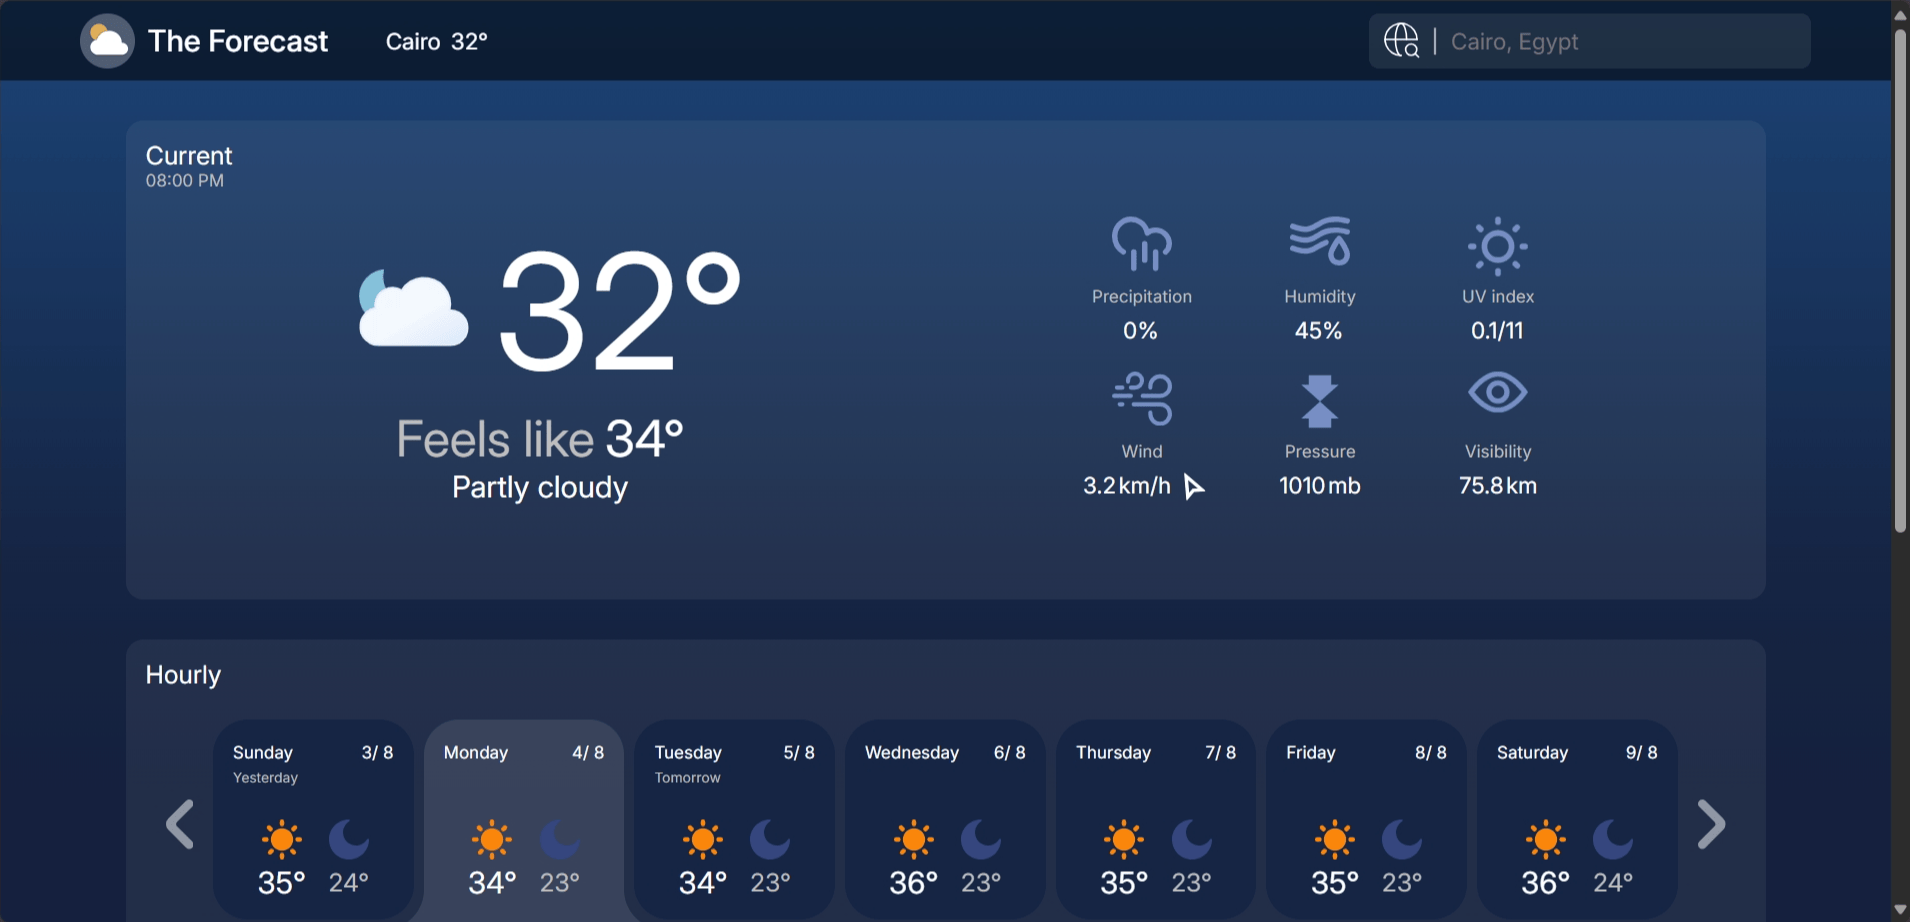 The Forecast
Cairo 32°
Cairo, Egypt
Current
08:00 PM
32°
Feels like 34°
Partly cloudy
Precipitation
0%
Humidity
45%
UV index
0.1/11
Wind
3.2 km/h
Pressure
1010 mb
Visibility
75.8 km
Hourly
Sunday 3/ 8
Yesterday
35° 24°
Monday 4/ 8
34° 23°
Tuesday 5/ 8
Tomorrow
34° 23°
Wednesday 6/ 8
36° 23°
Thursday 7/ 8
35° 23°
Friday 8/ 8
35° 23°
Saturday 9/ 8
36° 24°